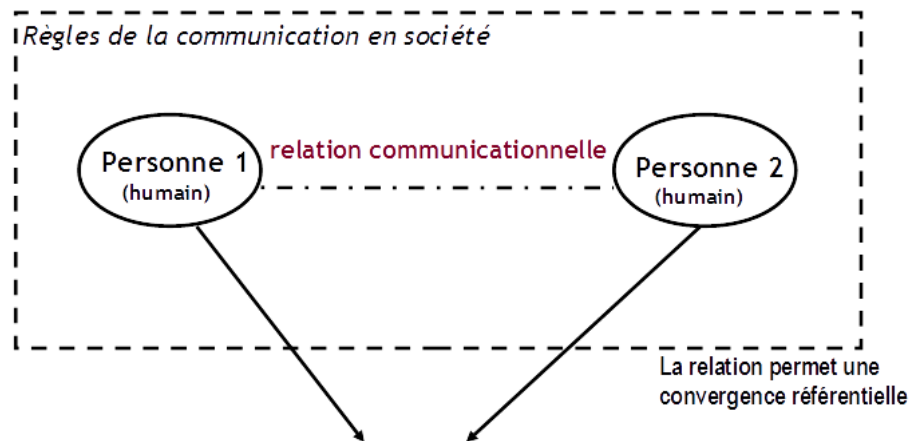 Règles de la communication en société
relation communicationnelle
Personne 1
(humain)
Personne 2
(humain)
La relation permet une
convergence référentielle